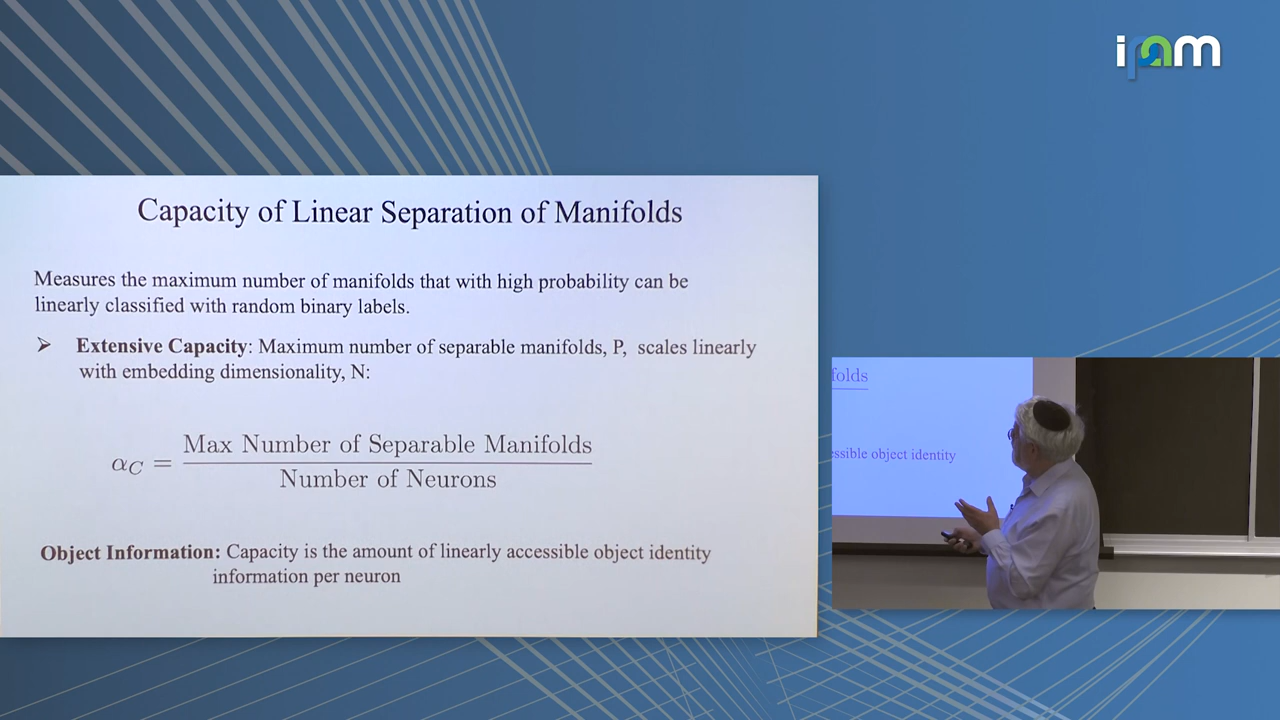 ipam
Capacity of Linear Separation of Manifolds
Measures the maximum number of manifolds that with high probability can be
linearly classified with random binary labels.
➢ Extensive Capacity: Maximum number of separable manifolds, P, scales linearly
with embedding dimensionality, N:
α_C = Max Number of Separable Manifolds
Number of Neurons
Object Information: Capacity is the amount of linearly accessible object identity
information per neuron
folds
ssible object identity